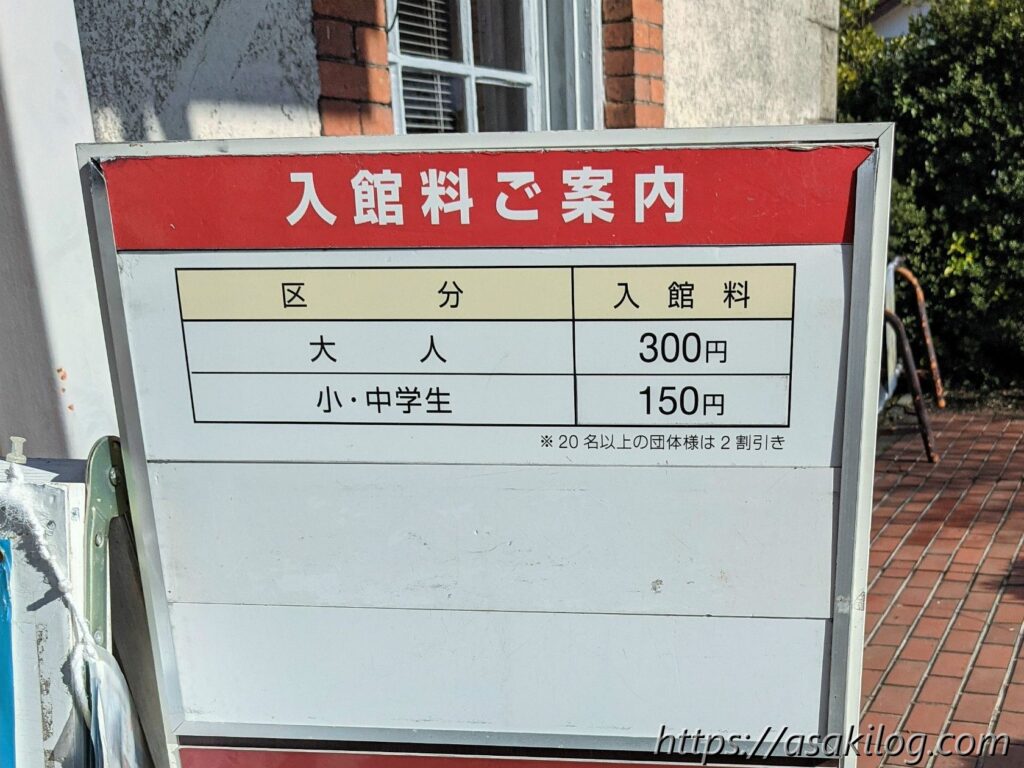 入館料ご案内
区分 入館料
大人 300円
小・中学生 150円
※20名以上の団体様は2割引き
https://asakilog.com